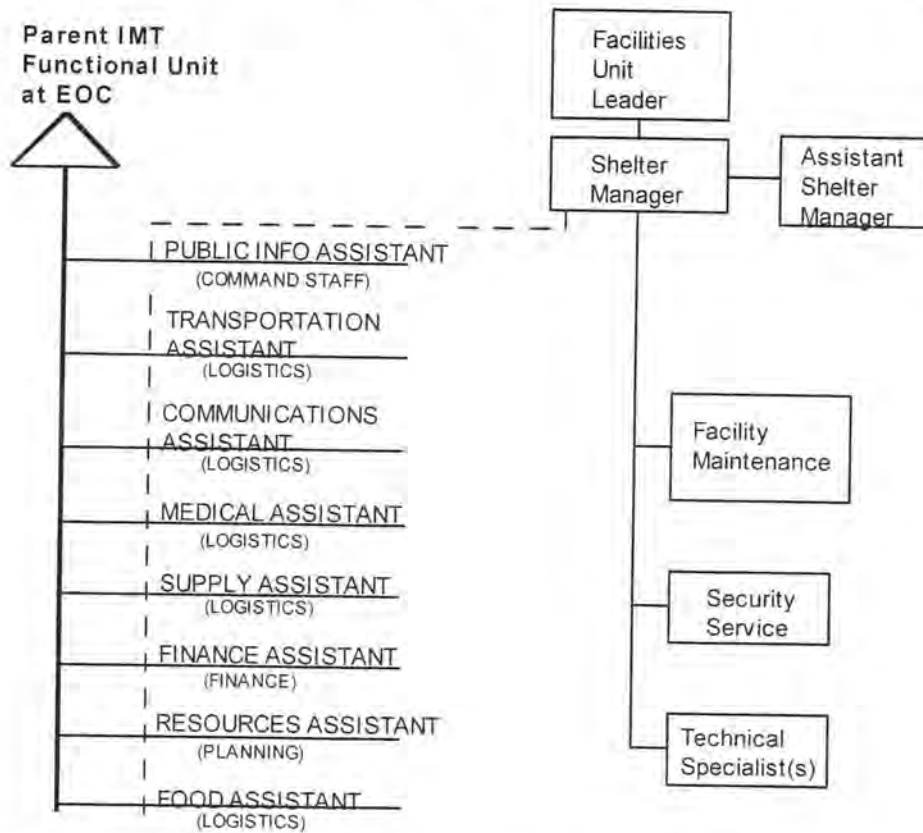 Parent IMT
Functional Unit
at EOC
Facilities
Unit
Leader
Shelter
Manager
Assistant
Shelter
Manager
PUBLIC INFO ASSISTANT
(COMMAND STAFF)
TRANSPORTATION
ASSISTANT
(LOGISTICS)
COMMUNICATIONS
ASSISTANT
(LOGISTICS)
MEDICAL ASSISTANT
(LOGISTICS)
SUPPLY ASSISTANT
(LOGISTICS)
FINANCE ASSISTANT
(FINANCE)
RESOURCES ASSISTANT
(PLANNING)
FOOD ASSISTANT
(LOGISTICS)
Facility
Maintenance
Security
Service
Technical
Specialist(s)